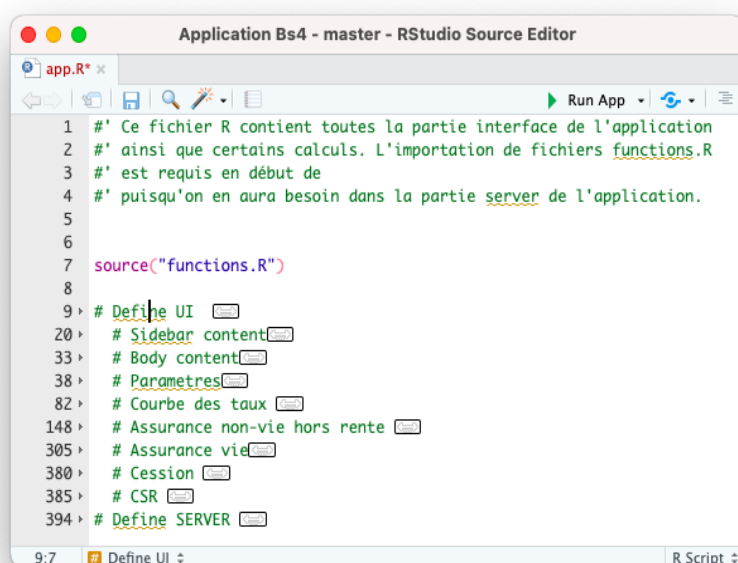 Application Bs4 - master - RStudio Source Editor
app.R*
Run App
1 #' Ce fichier R contient toutes la partie interface de l'application
2 #' ainsi que certains calculs. L'importation de fichiers functions.R
3 #' est requis en début de
4 #' puisqu'on en aura besoin dans la partie server de l'application.
5
6
7 source("functions.R")
8
9 # Define UI
20 # Sidebar content
33 # Body content
38 # Parametres
82 # Courbe des taux
148 # Assurance non-vie hors rente
305 # Assurance vie
380 # Cession
385 # CSR
394 # Define SERVER
9:7 # Define UI R Script